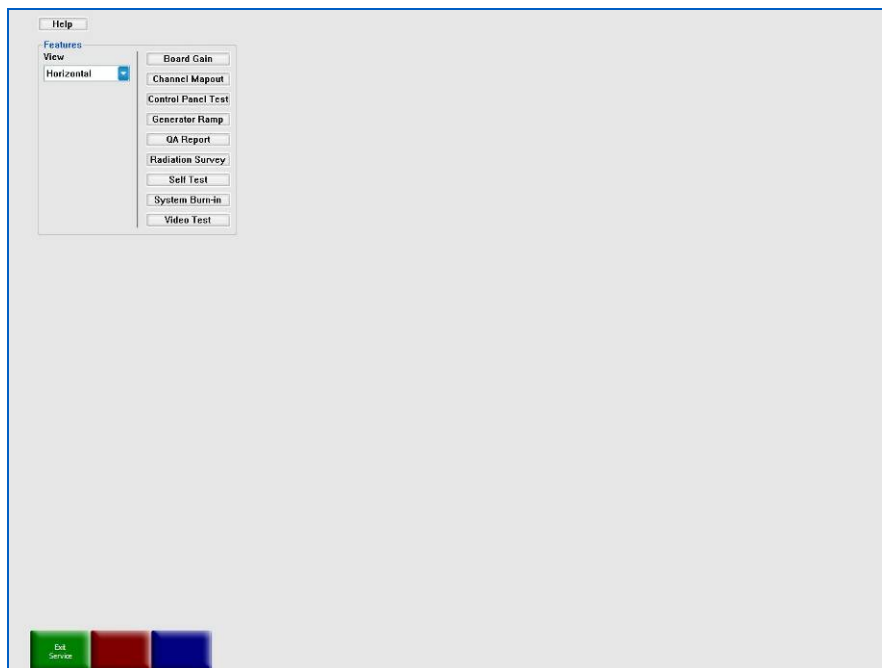 Help
Features
View
Horizontal
Board Gain
Channel Mapout
Control Panel Test
Generator Ramp
QA Report
Radiation Survey
Self Test
System Burn-in
Video Test
Exit
Service